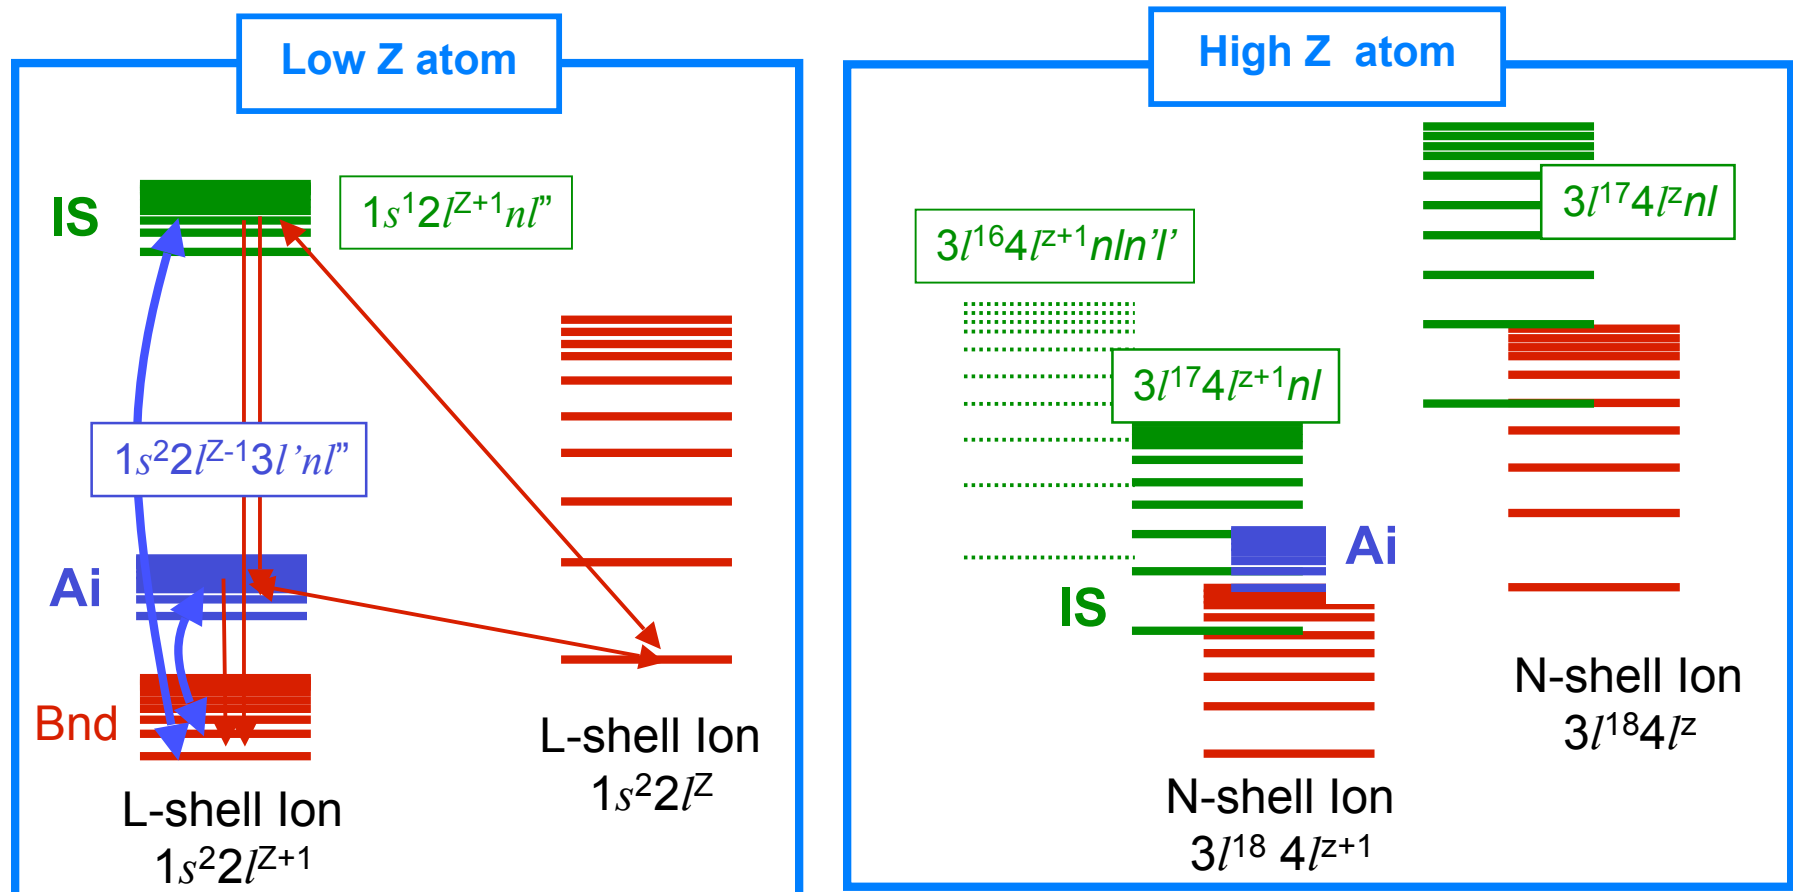 Low Z atom
IS
1s¹2l^{Z+1}nl”
1s²2l^{Z-1}3l’nl”
Ai
Bnd
L-shell Ion
1s²2l^{Z+1}
L-shell Ion
1s²2l^{Z}
High Z atom
3l¹⁷4l^{z}nl
3l¹⁶4l^{z+1}nln’l’
3l¹⁷4l^{z+1}nl
Ai
IS
N-shell Ion
3l¹⁸ 4l^{z+1}
N-shell Ion
3l¹⁸4l^{z}